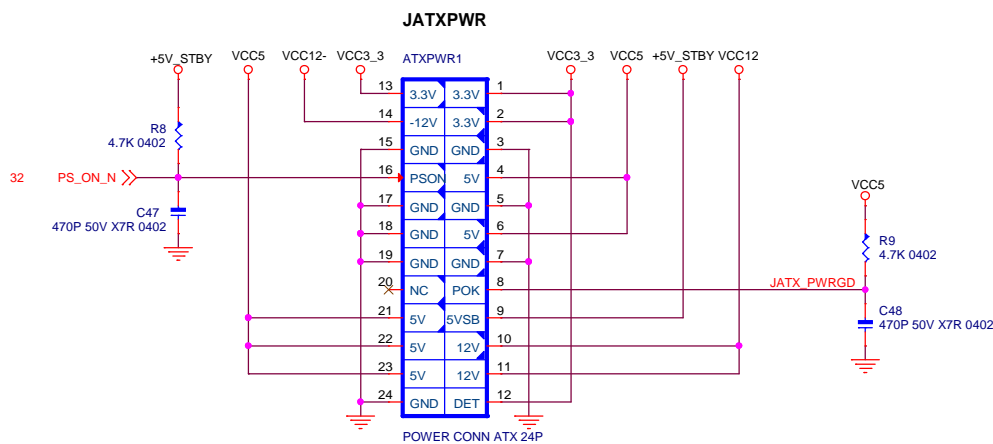 JATXPWR
+5V_STBY VCC5 VCC12- VCC3_3 ATXPWR1 VCC3_3 VCC5 +5V_STBY VCC12
13 3.3V 3.3V 1
14 -12V 3.3V 2
15 GND GND 3
16 PSON 5V 4
17 GND GND 5
18 GND 5V 6
19 GND GND 7
20 NC POK 8
21 5V 5VSB 9
22 5V 12V 10
23 5V 12V 11
24 GND DET 12
POWER CONN ATX 24P
R8
4.7K 0402
32 PS_ON_N
C47
470P 50V X7R 0402
VCC5
R9
4.7K 0402
JATX_PWRGD
C48
470P 50V X7R 0402